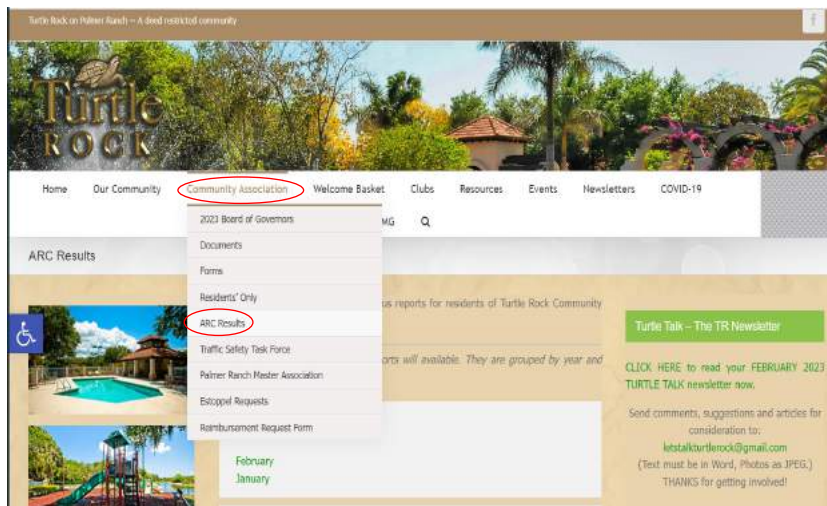 Turtle Rock on Palmer Ranch – A deed restricted community
f
Turtle
ROCK
Home Our Community Community Association Welcome Basket Clubs Resources Events Newsletters COVID-19
MG
2023 Board of Governors
Documents
Forms
Residents' Only
ARC Results
Traffic Safety Task Force
Palmer Ranch Master Association
Estoppel Requests
Reimbursement Request Form
ARC Results
us reports for residents of Turtle Rock Community
orts will available. They are grouped by year and
February
January
Turtle Talk – The TR Newsletter
CLICK HERE to read your FEBRUARY 2023
TURTLE TALK newsletter now.
Send comments, suggestions and articles for
consideration to:
letstalkturtlerock@gmail.com
(Text must be in Word, Photos as JPEG.)
THANKS for getting involved!